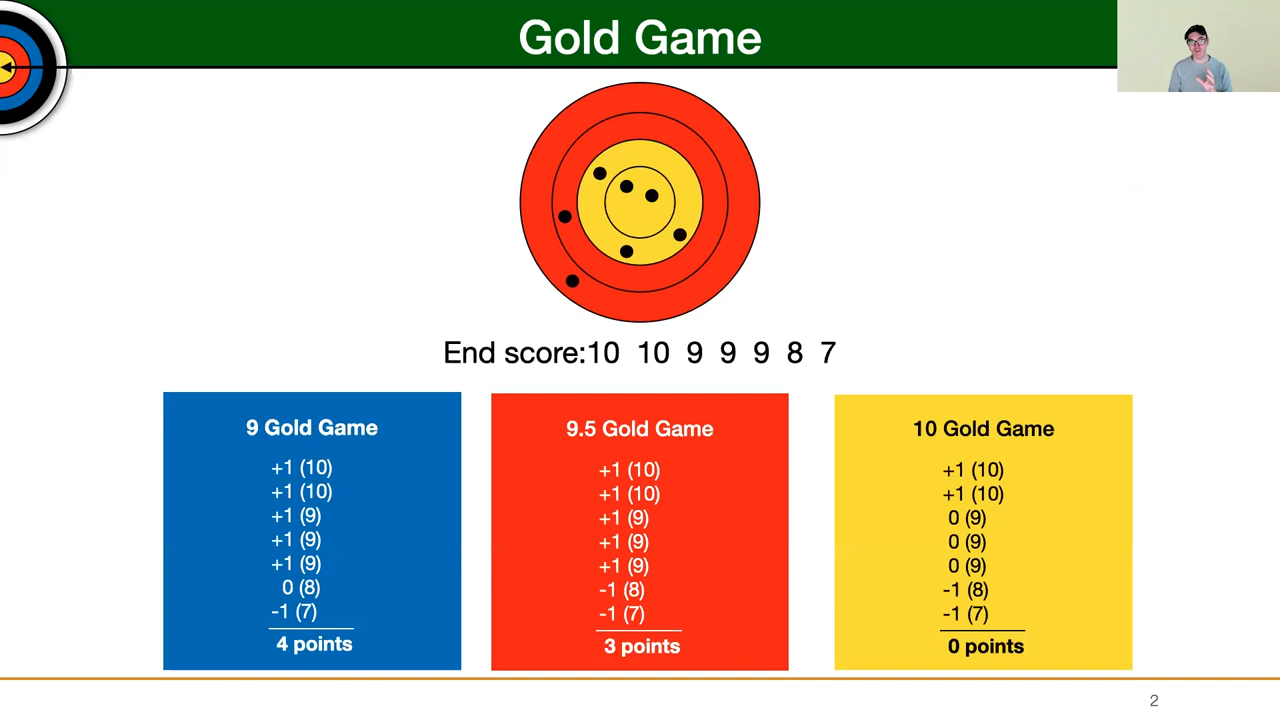 Gold Game
End score:10 10 9 9 9 8 7
9 Gold Game
+1 (10)
+1 (10)
+1 (9)
+1 (9)
+1 (9)
0 (8)
-1 (7)
4 points
9.5 Gold Game
+1 (10)
+1 (10)
+1 (9)
+1 (9)
+1 (9)
-1 (8)
-1 (7)
3 points
10 Gold Game
+1 (10)
+1 (10)
0 (9)
0 (9)
0 (9)
-1 (8)
-1 (7)
0 points
2